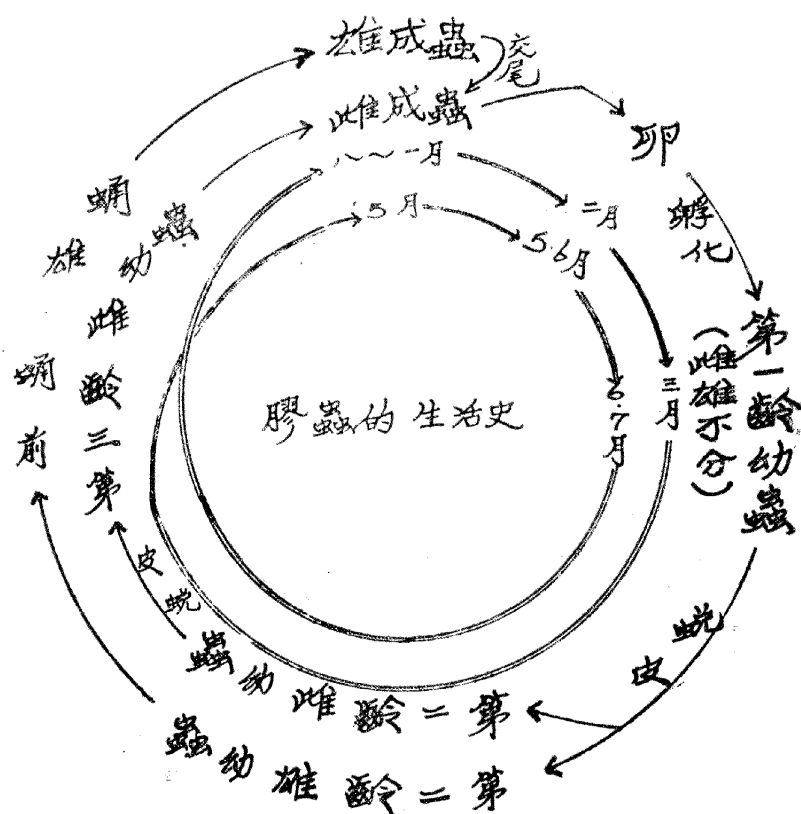 雄成蟲
交尾
雌成蟲
卵
孵化
第一齡幼蟲
(雌雄不分)
蛻皮
第二齡雌幼蟲
第二齡雄幼蟲
蛻皮
第三齡雌幼蟲
前蛹
雄蛹
八~一月
二月
三月
5月
5.6月
6.7月
膠蟲的生活史